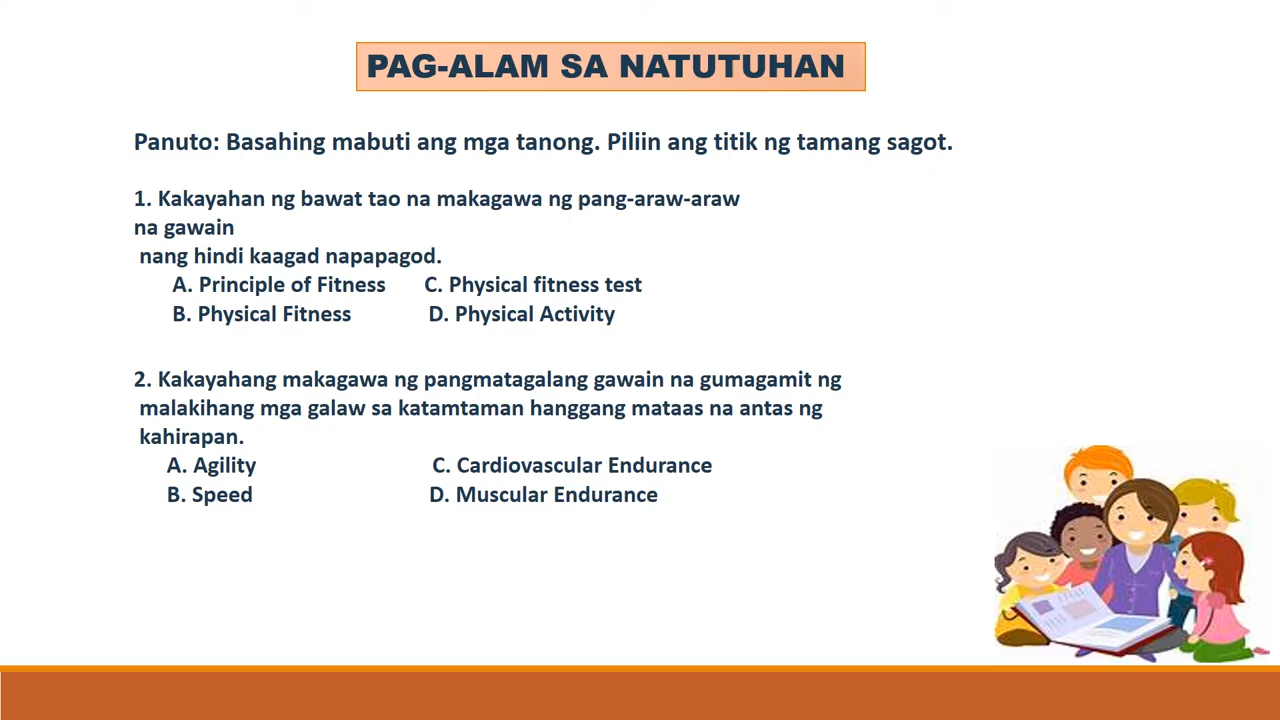 PAG-ALAM SA NATUTUHAN
Panuto: Basahing mabuti ang mga tanong. Piliin ang titik ng tamang sagot.
1. Kakayahan ng bawat tao na makagawa ng pang-araw-araw
na gawain
nang hindi kaagad napapagod.
A. Principle of Fitness C. Physical fitness test
B. Physical Fitness D. Physical Activity
2. Kakayahang makagawa ng pangmatagalang gawain na gumagamit ng
malakihang mga galaw sa katamtaman hanggang mataas na antas ng
kahirapan.
A. Agility C. Cardiovascular Endurance
B. Speed D. Muscular Endurance